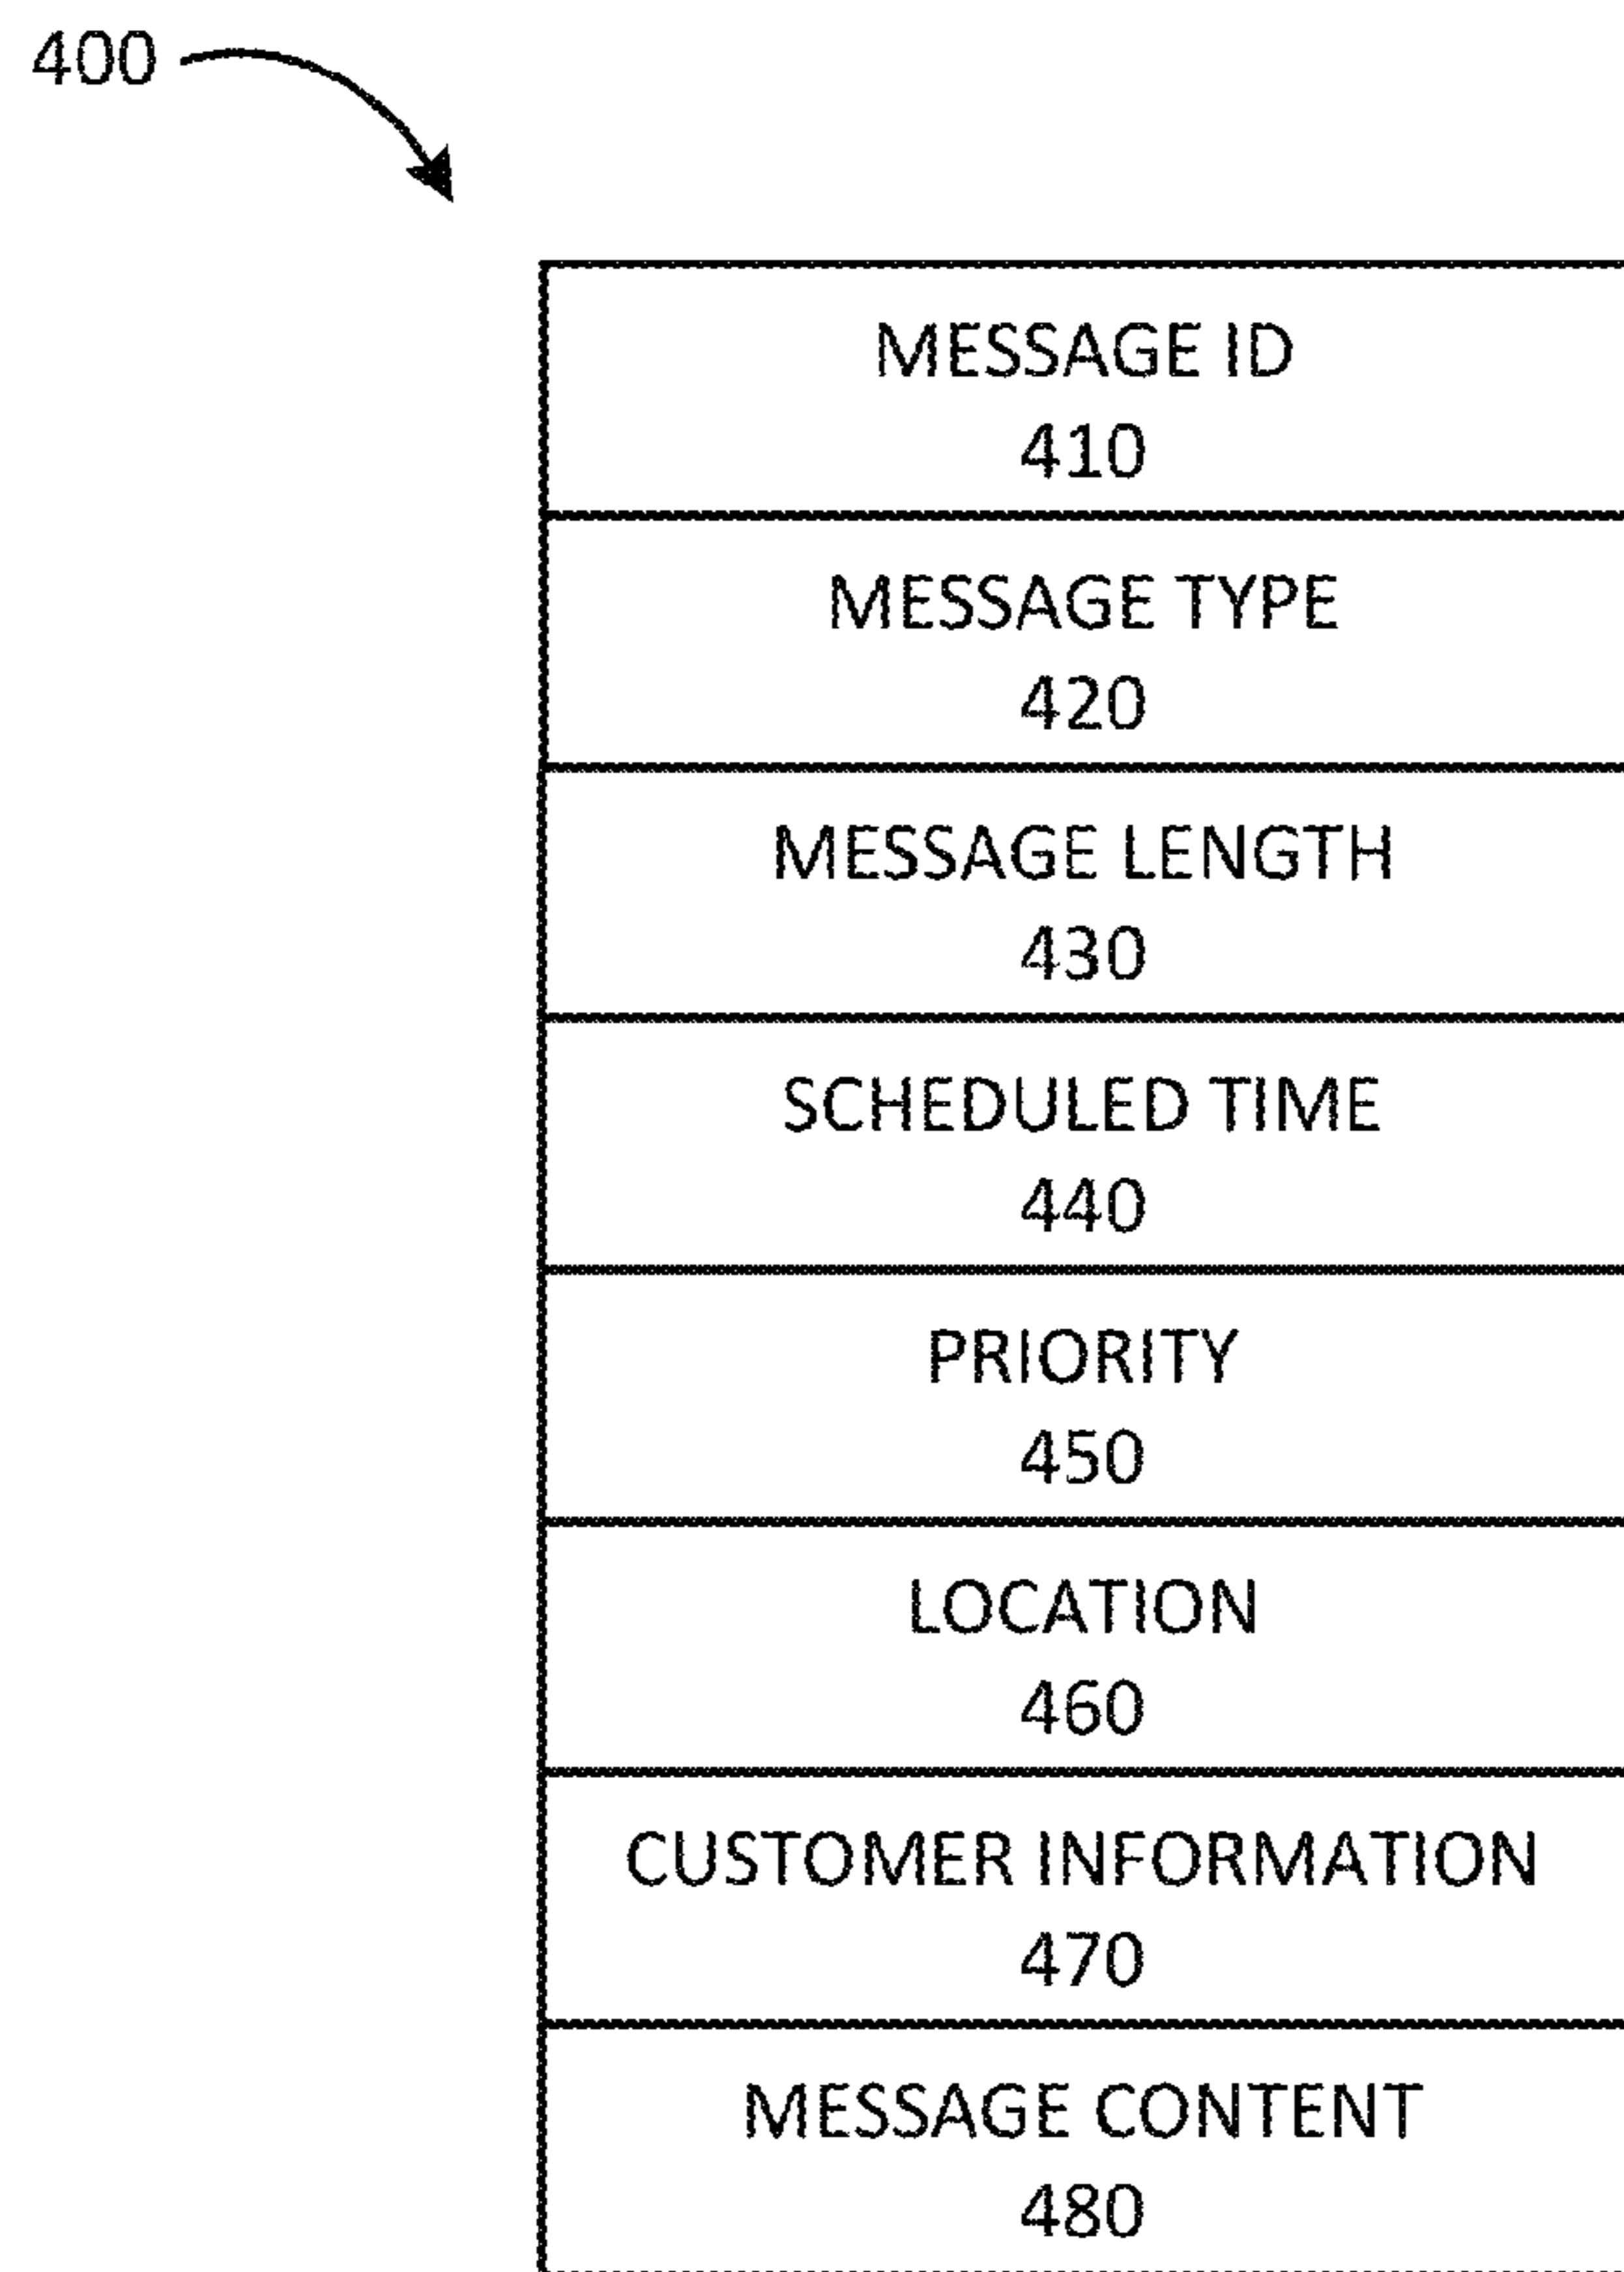 400
MESSAGE ID
410
MESSAGE TYPE
420
MESSAGE LENGTH
430
SCHEDULED TIME
440
PRIORITY
450
LOCATION
460
CUSTOMER INFORMATION
470
MESSAGE CONTENT
480